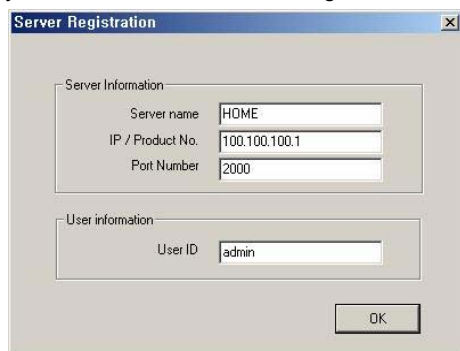 Server Registration
Server Information
Server name HOME
IP / Product No. 100.100.100.1
Port Number 2000
User information
User ID admin
OK